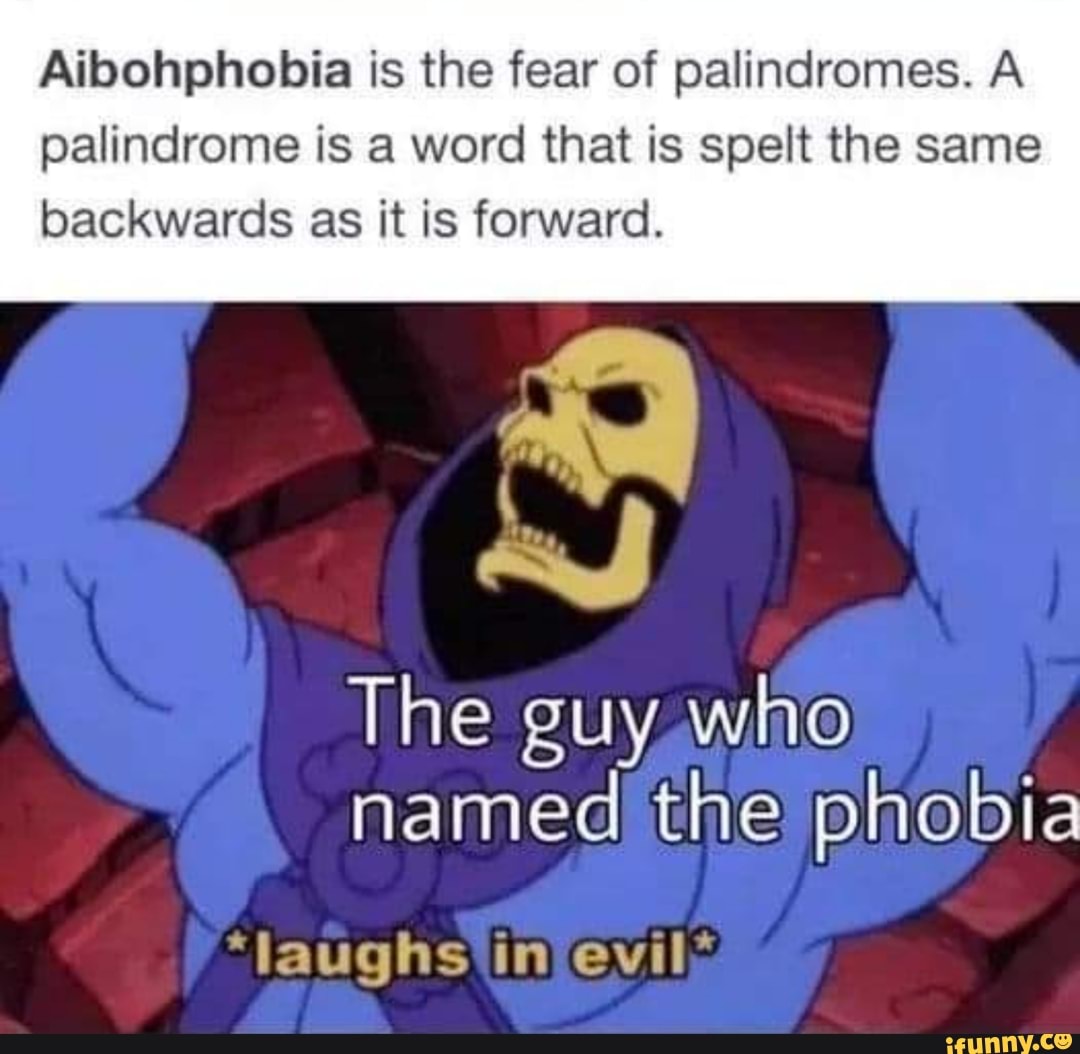 Aibohphobia is the fear of palindromes. A
palindrome is a word that is spelt the same
backwards as it is forward.
The guy who
named the phobia
*laughs in evil*
ifunny.co